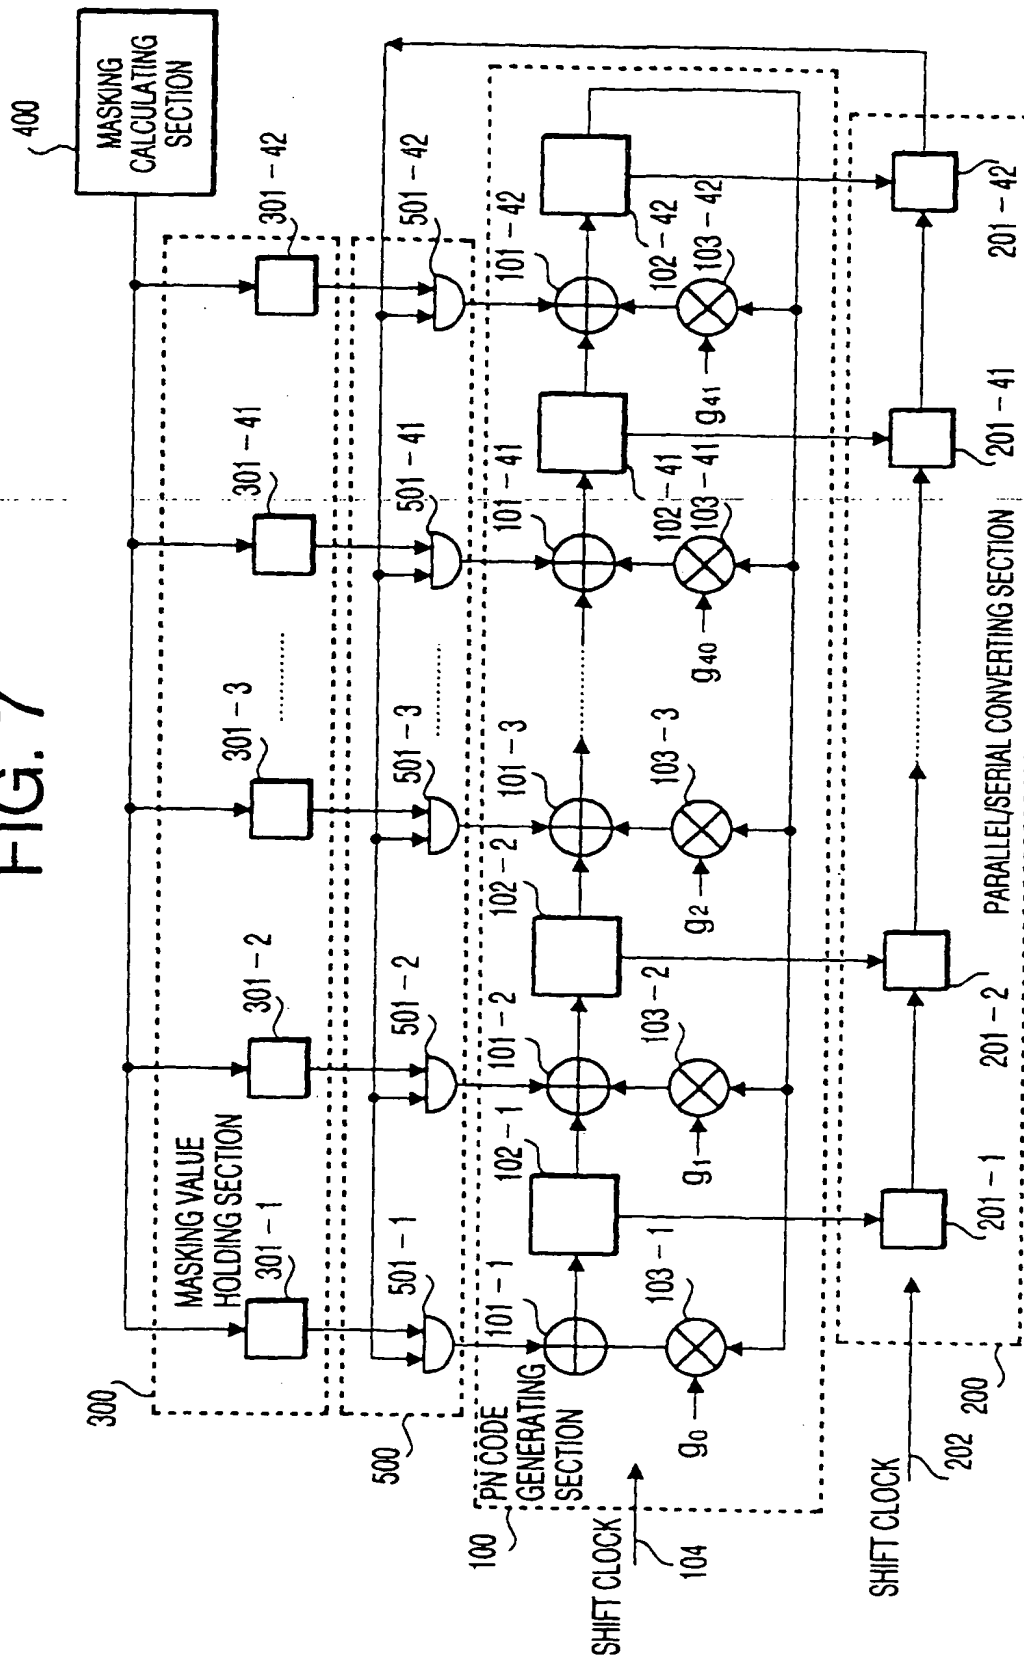 FIG. 7
400
MASKING
CALCULATING
SECTION
300
MASKING VALUE
HOLDING SECTION
301-1
301-2
301-3
301-41
301-42
500
501-1
501-2
501-3
501-41
501-42
100
PN CODE
GENERATING
SECTION
101-1
102-1
101-2
102-2
101-3
101-41
102-41
101-42
102-42
103-1
103-2
103-3
103-41
103-42
g0
g1
g2
g40
g41
SHIFT CLOCK
104
SHIFT CLOCK
202
200
201-1
201-2
PARALLEL/SERIAL CONVERTING SECTION
201-41
201-42